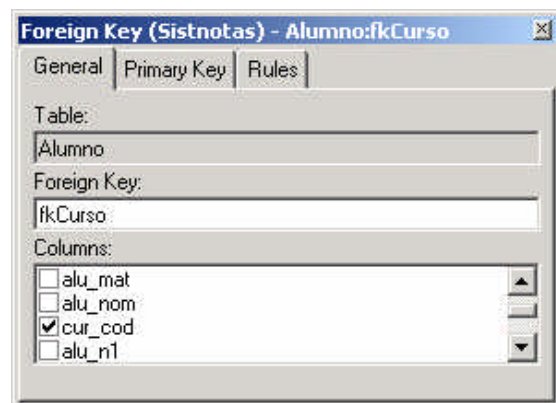 Foreign Key (Sistnotas) - Alumno:fkCurso
General Primary Key Rules
Table:
Alumno
Foreign Key:
fkCurso
Columns:
alu_mat
alu_nom
cur_cod
alu_n1